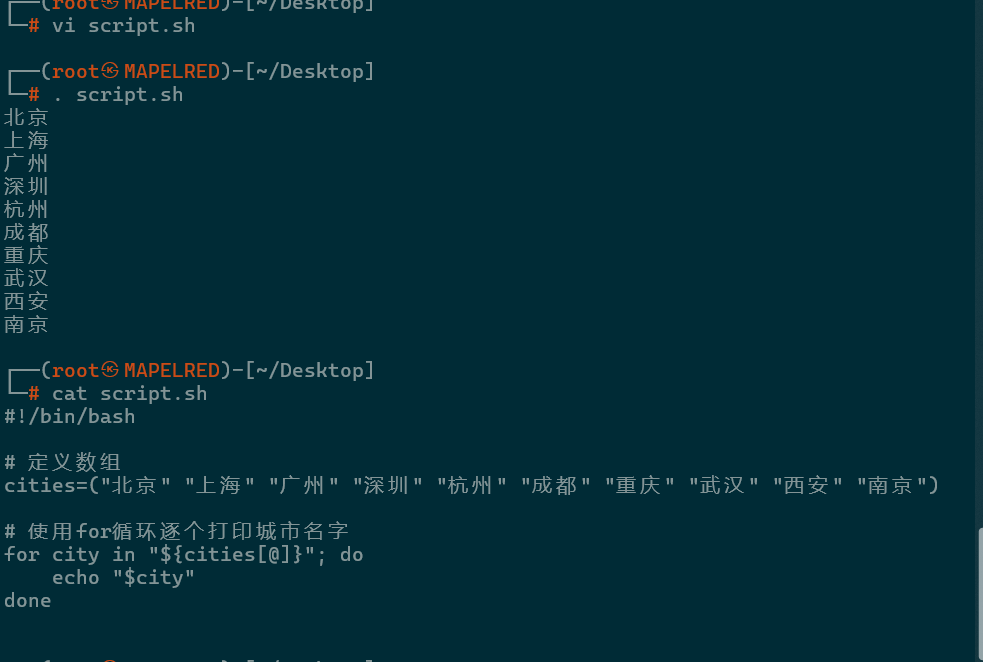 ┌──(root㉿MAPELRED)-[~/Desktop]
└─# vi script.sh
┌──(root㉿MAPELRED)-[~/Desktop]
└─# . script.sh
北京
上海
广州
深圳
杭州
成都
重庆
武汉
西安
南京
┌──(root㉿MAPELRED)-[~/Desktop]
└─# cat script.sh
#!/bin/bash
# 定义数组
cities=("北京" "上海" "广州" "深圳" "杭州" "成都" "重庆" "武汉" "西安" "南京")
# 使用for循环逐个打印城市名字
for city in "${cities[@]}"; do
    echo "$city"
done